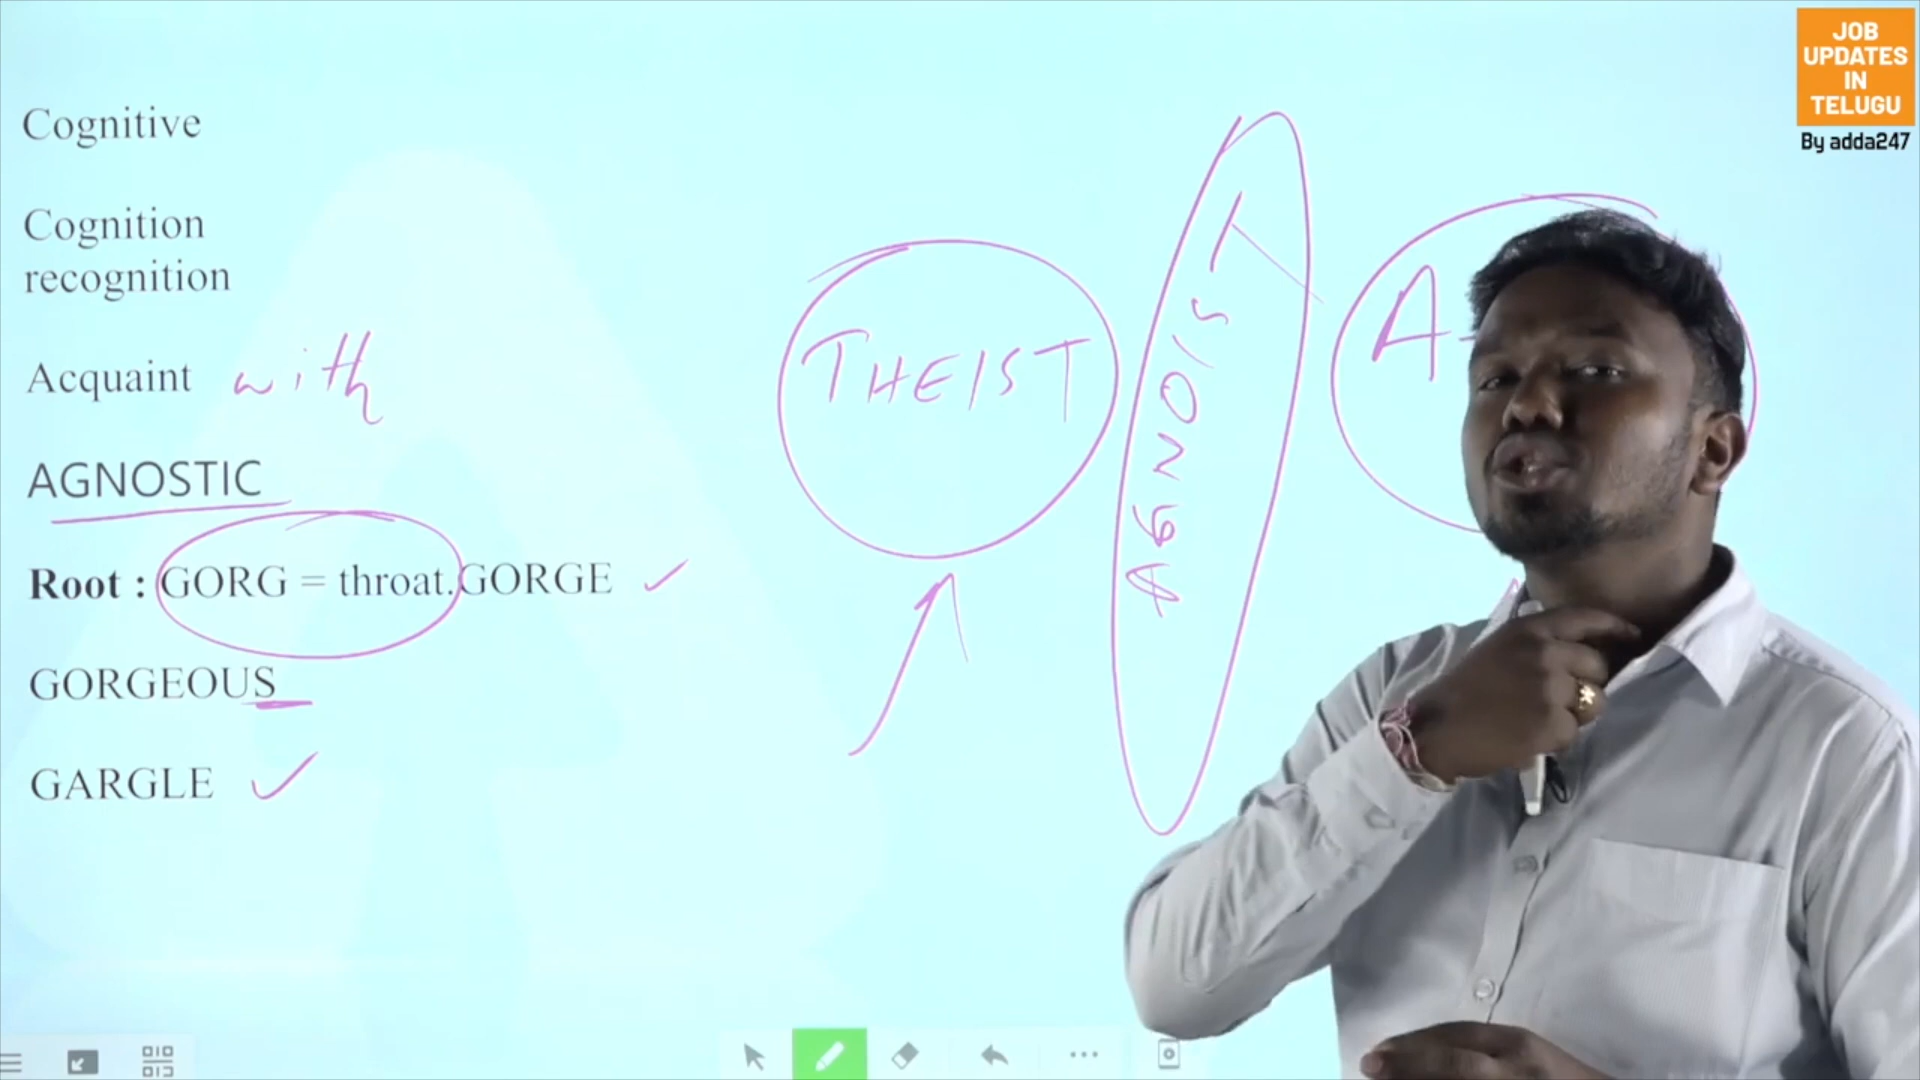 JOB
UPDATES
IN
TELUGU
By adda247
Cognitive
Cognition
recognition
Acquaint with
AGNOSTIC
Root : GORG = throat.GORGE
GORGEOUS
GARGLE
THEIST
AGNOIST
A-